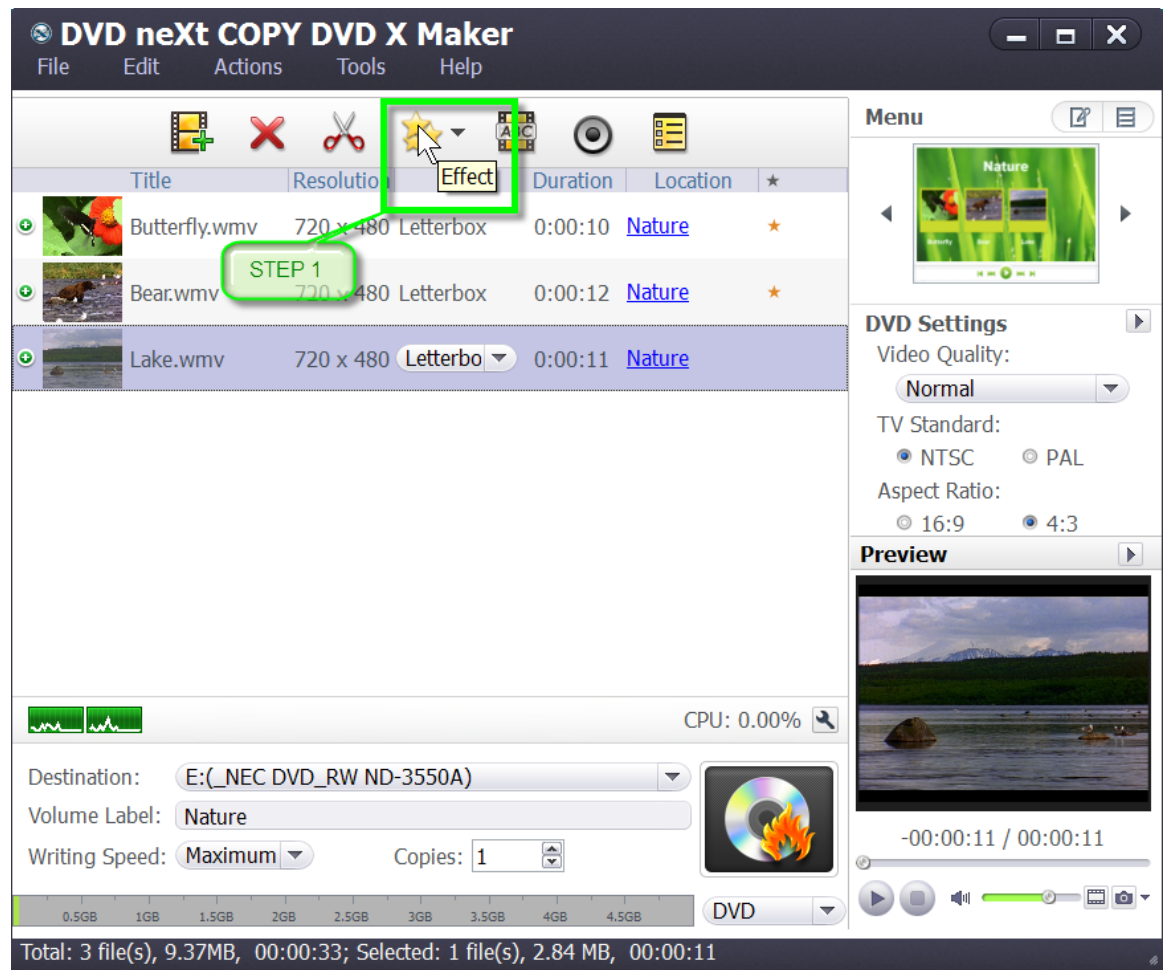 DVD neXt COPY DVD X Maker
File Edit Actions Tools Help
ABC
Effect
Title Resolution Duration Location ★
Butterfly.wmv 720 x 480 Letterbox 0:00:10 Nature
STEP 1
Bear.wmv 720 x 480 Letterbox 0:00:12 Nature
Lake.wmv 720 x 480 Letterbo 0:00:11 Nature
Menu
Nature
Butterfly Bear Lake
DVD Settings
Video Quality:
Normal
TV Standard:
NTSC PAL
Aspect Ratio:
16:9 4:3
Preview
-00:00:11 / 00:00:11
CPU: 0.00%
Destination: E:(_NEC DVD_RW ND-3550A)
Volume Label: Nature
Writing Speed: Maximum Copies: 1
0.5GB 1GB 1.5GB 2GB 2.5GB 3GB 3.5GB 4GB 4.5GB DVD
Total: 3 file(s), 9.37MB, 00:00:33; Selected: 1 file(s), 2.84 MB, 00:00:11